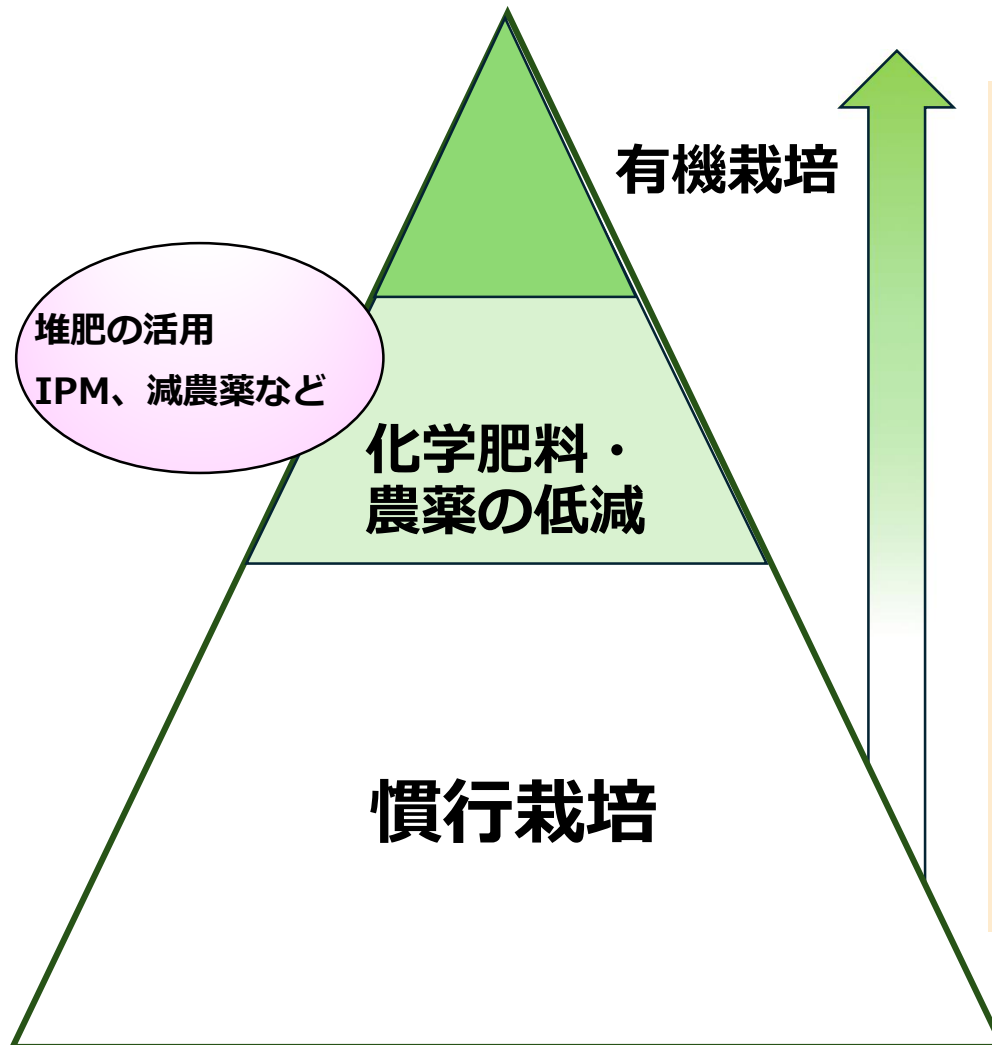 有機栽培
堆肥の活用
IPM、減農薬など
化学肥料・
農薬の低減
慣行栽培